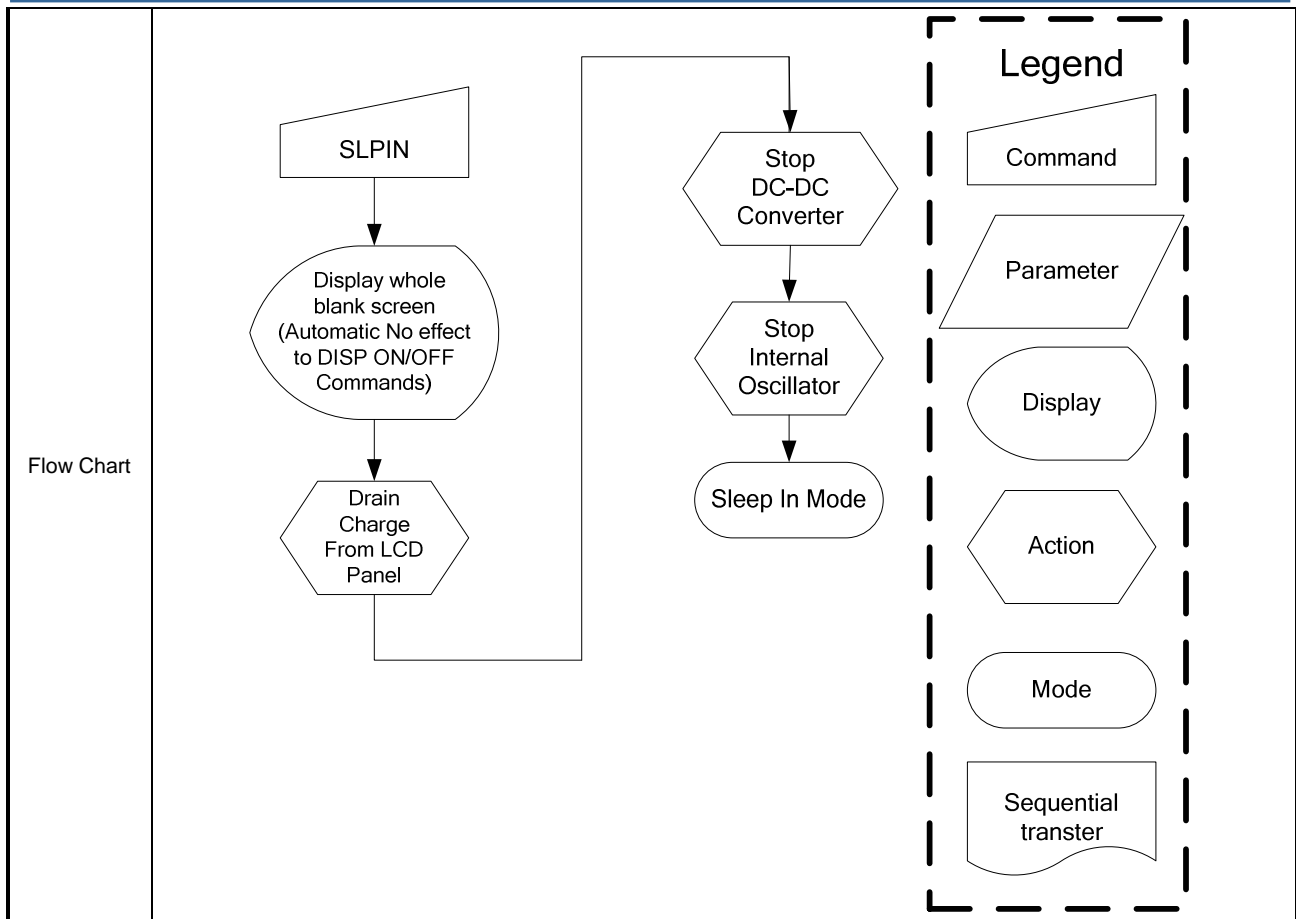 Flow Chart
SLPIN
Display whole
blank screen
(Automatic No effect
to DISP ON/OFF
Commands)
Drain
Charge
From LCD
Panel
Stop
DC-DC
Converter
Stop
Internal
Oscillator
Sleep In Mode
Legend
Command
Parameter
Display
Action
Mode
Sequential
transter